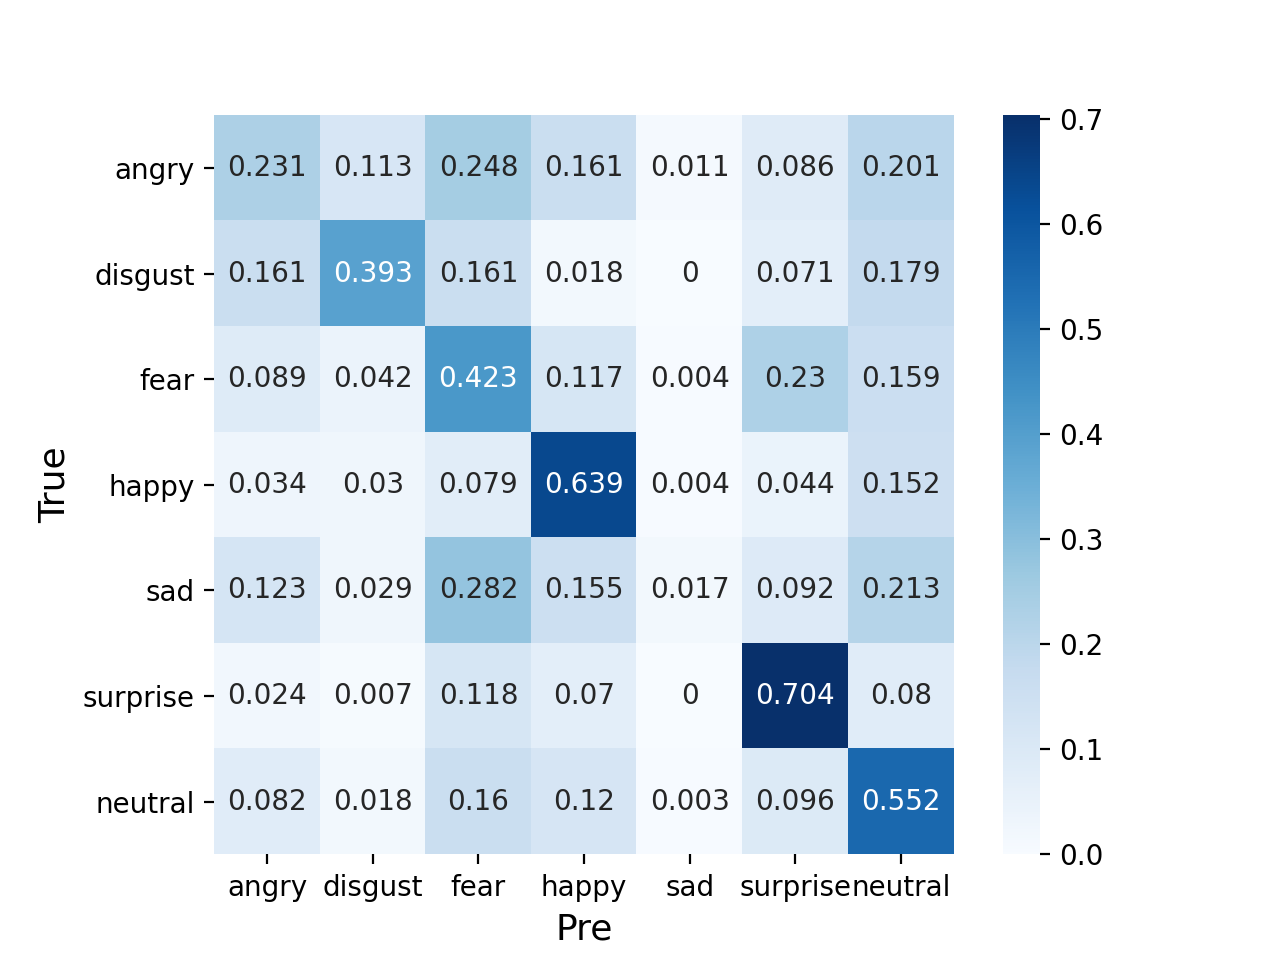 angry 0.231 0.113 0.248 0.161 0.011 0.086 0.201
disgust 0.161 0.393 0.161 0.018 0 0.071 0.179
fear 0.089 0.042 0.423 0.117 0.004 0.23 0.159
happy 0.034 0.03 0.079 0.639 0.004 0.044 0.152
sad 0.123 0.029 0.282 0.155 0.017 0.092 0.213
surprise 0.024 0.007 0.118 0.07 0 0.704 0.08
neutral 0.082 0.018 0.16 0.12 0.003 0.096 0.552
angry disgust fear happy sad surprise neutral
Pre
True
0.7
0.6
0.5
0.4
0.3
0.2
0.1
0.0